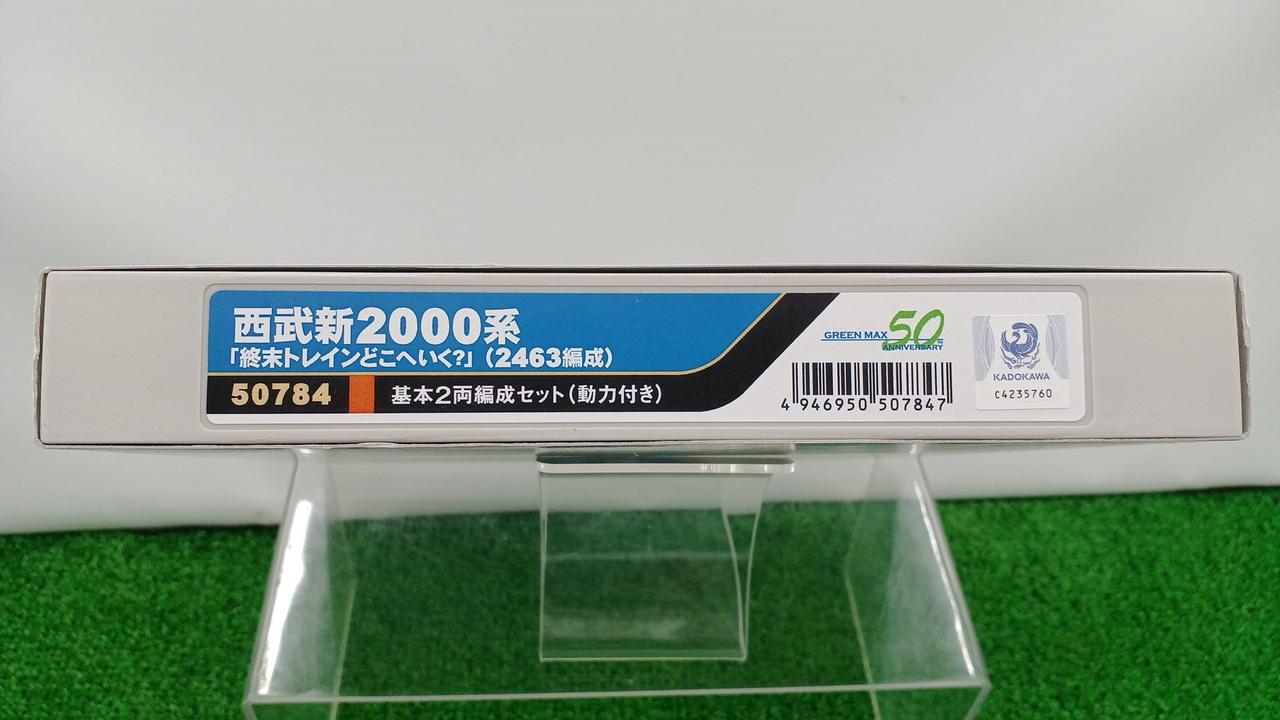 西武新2000系
「終末トレインどこへいく?」(2463編成)
50784
基本2両編成セット(動力付き)
GREEN MAX 50TH
ANNIVERSARY
4 946950 507847
KADOKAWA
C4235760